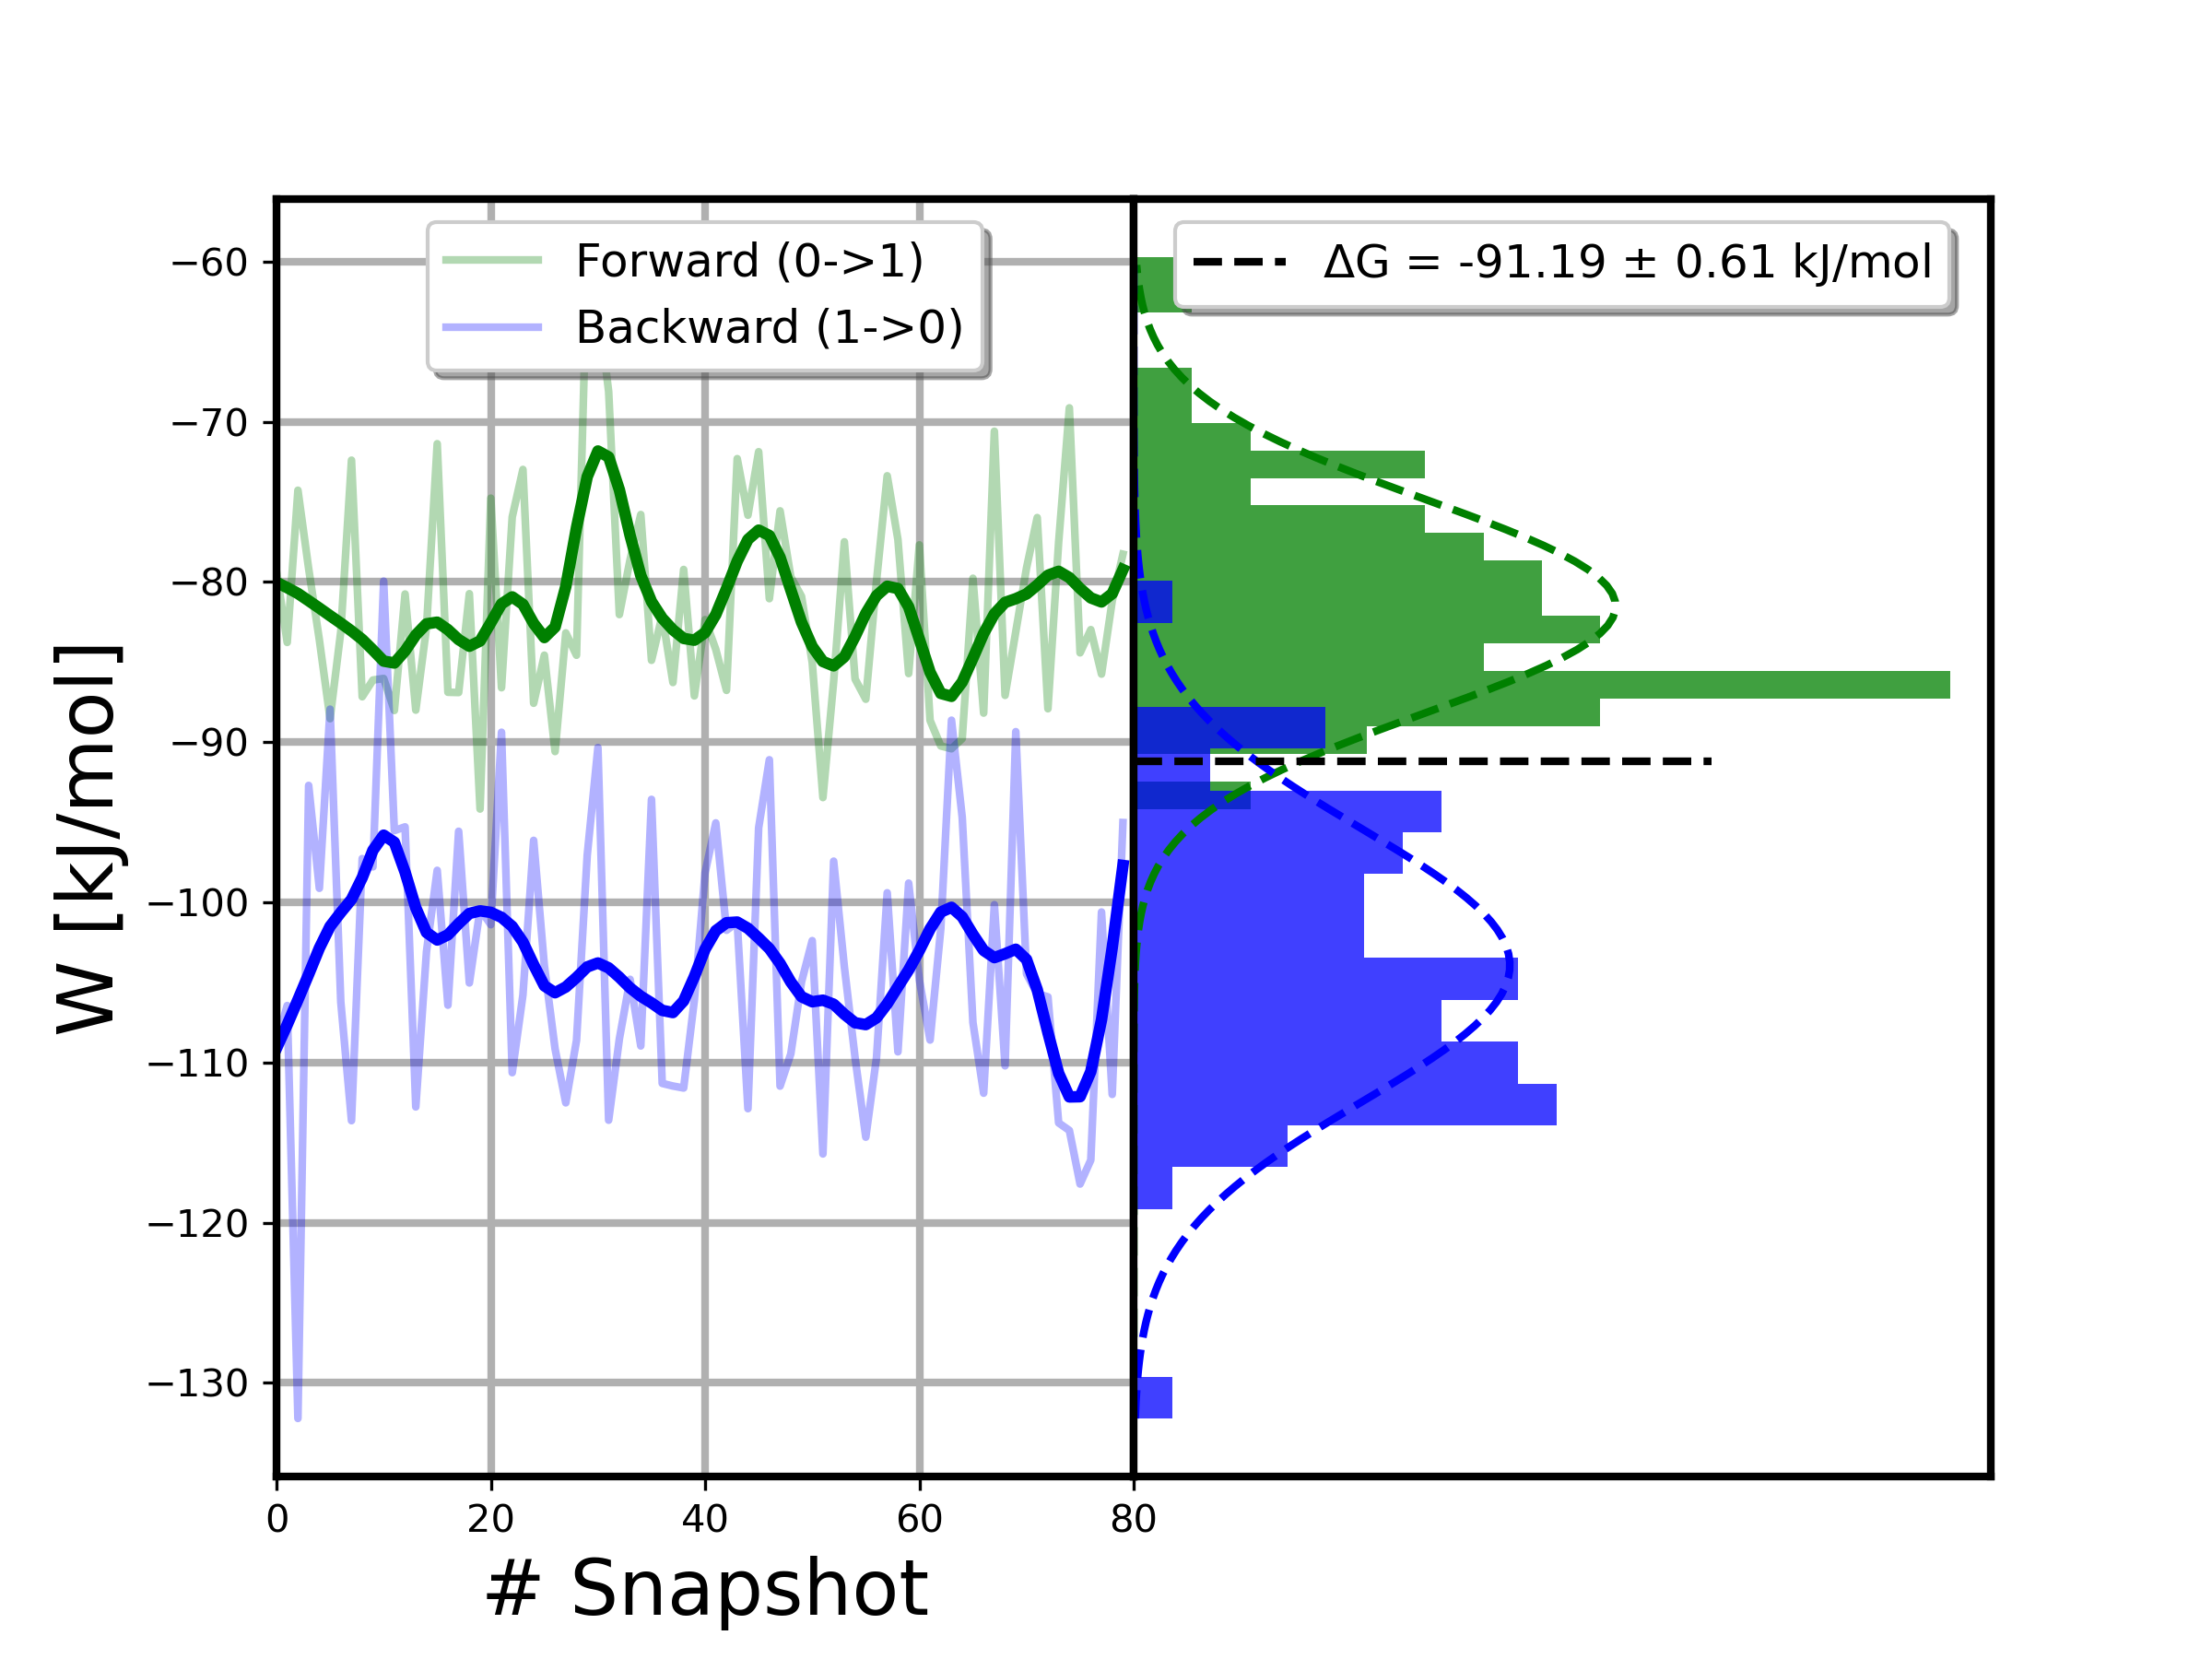 Forward (0->1)
Backward (1->0)
ΔG = -91.19 ± 0.61 kJ/mol
−60
−70
−80
−90
−100
−110
−120
−130
W [kJ/mol]
0 20 40 60 80
# Snapshot